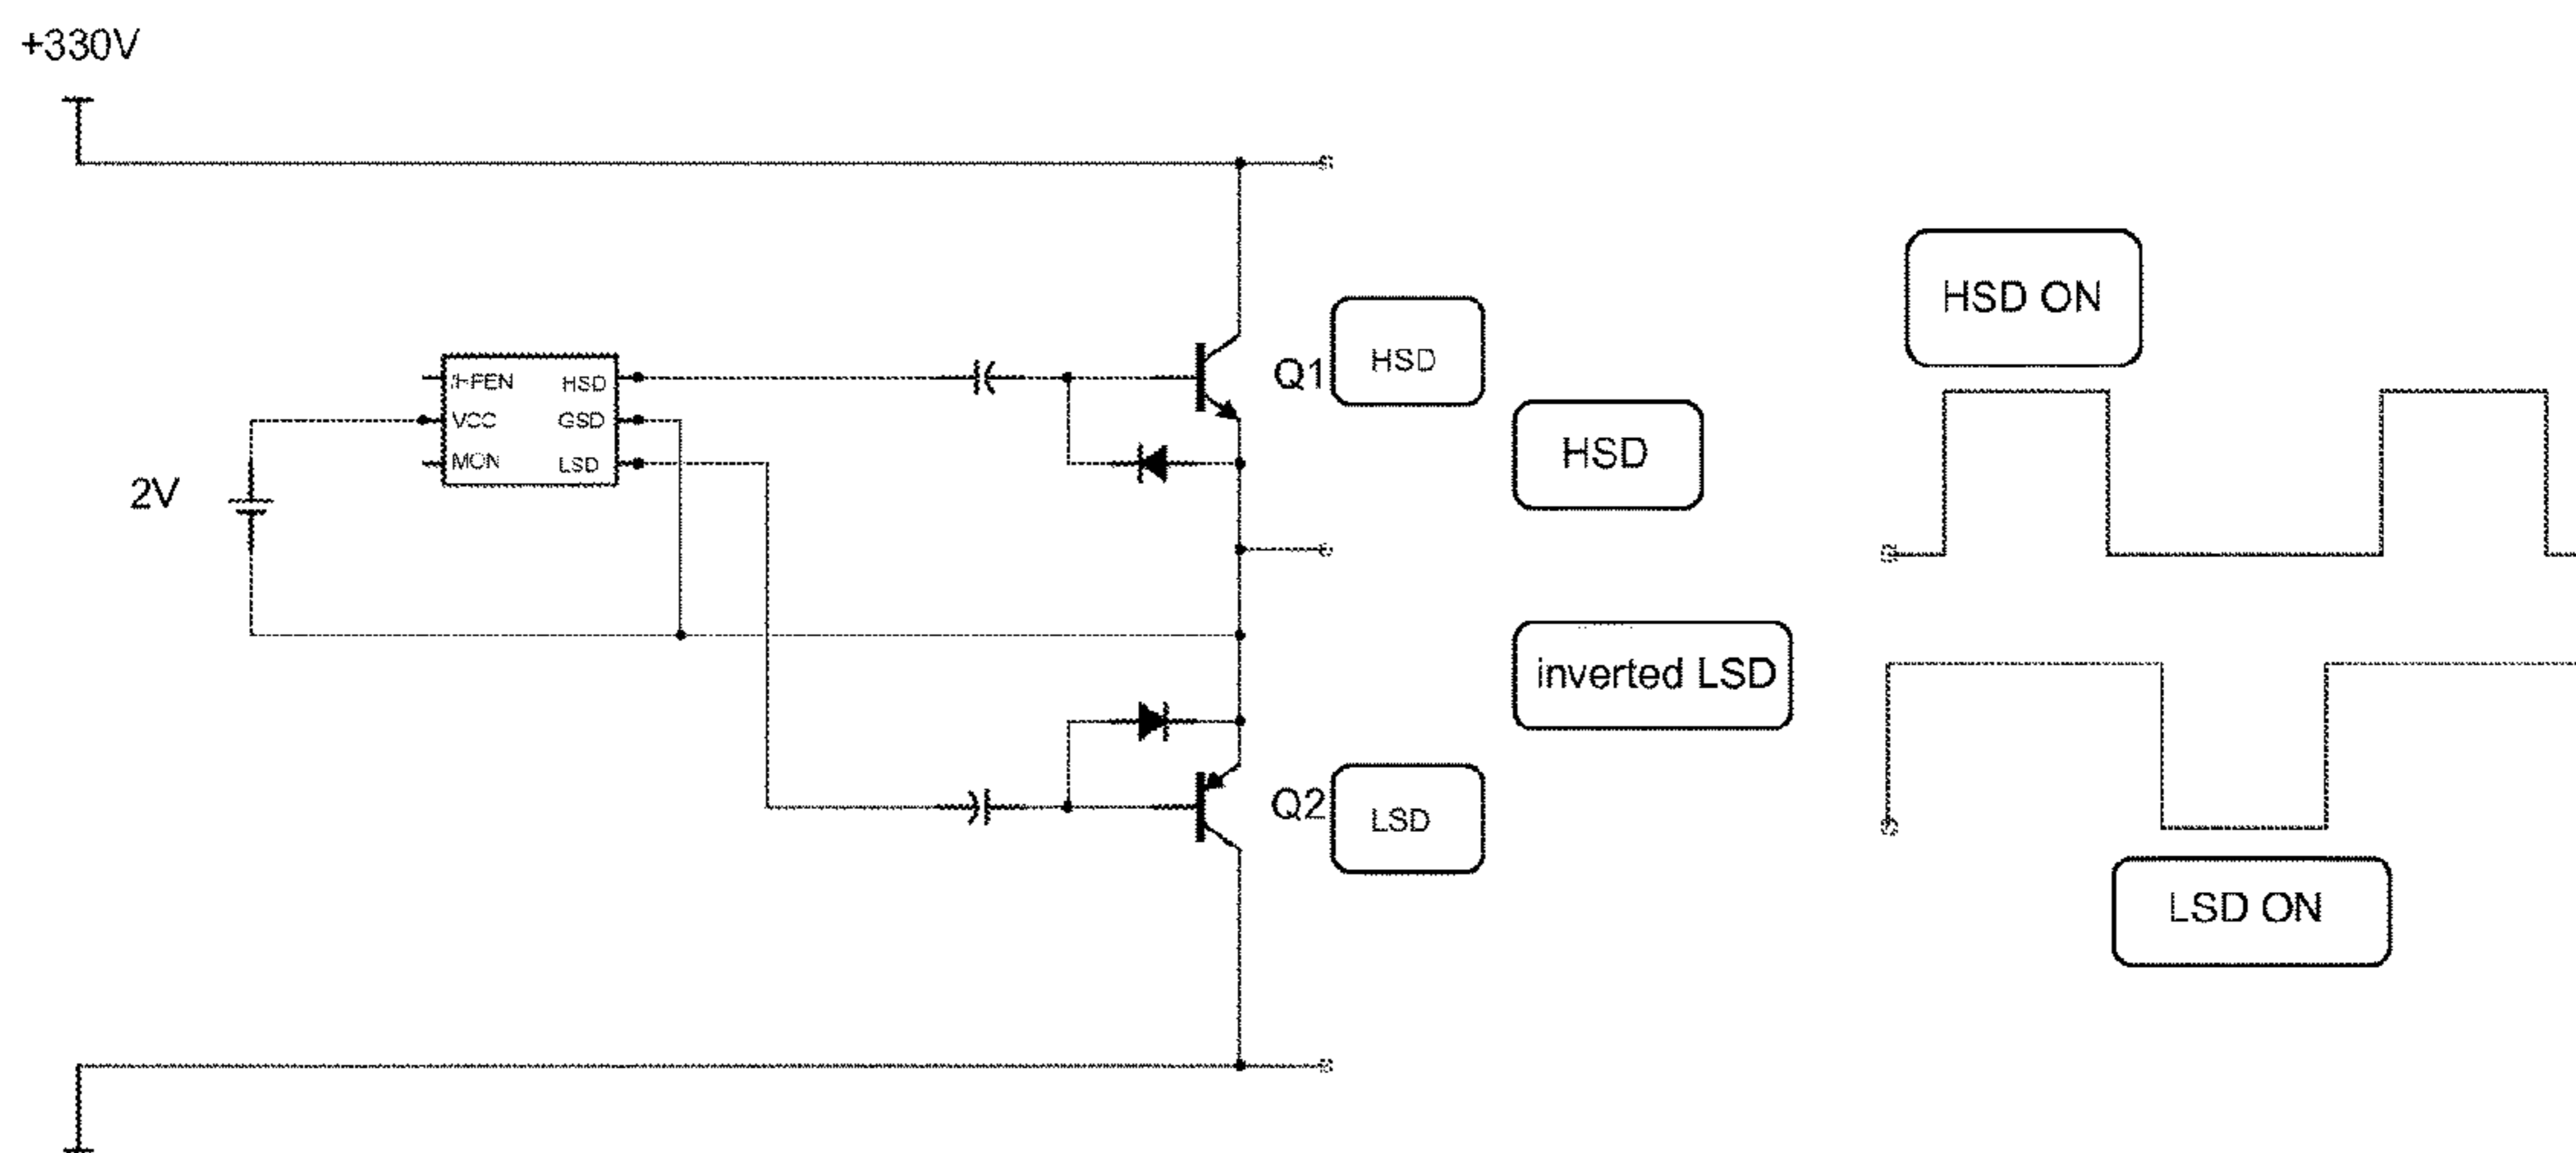 +330V
HSD ON
HSD
Q1
HSD
HSD
VCC
GSD
MON
LSD
2V
inverted LSD
Q2
LSD
LSD ON